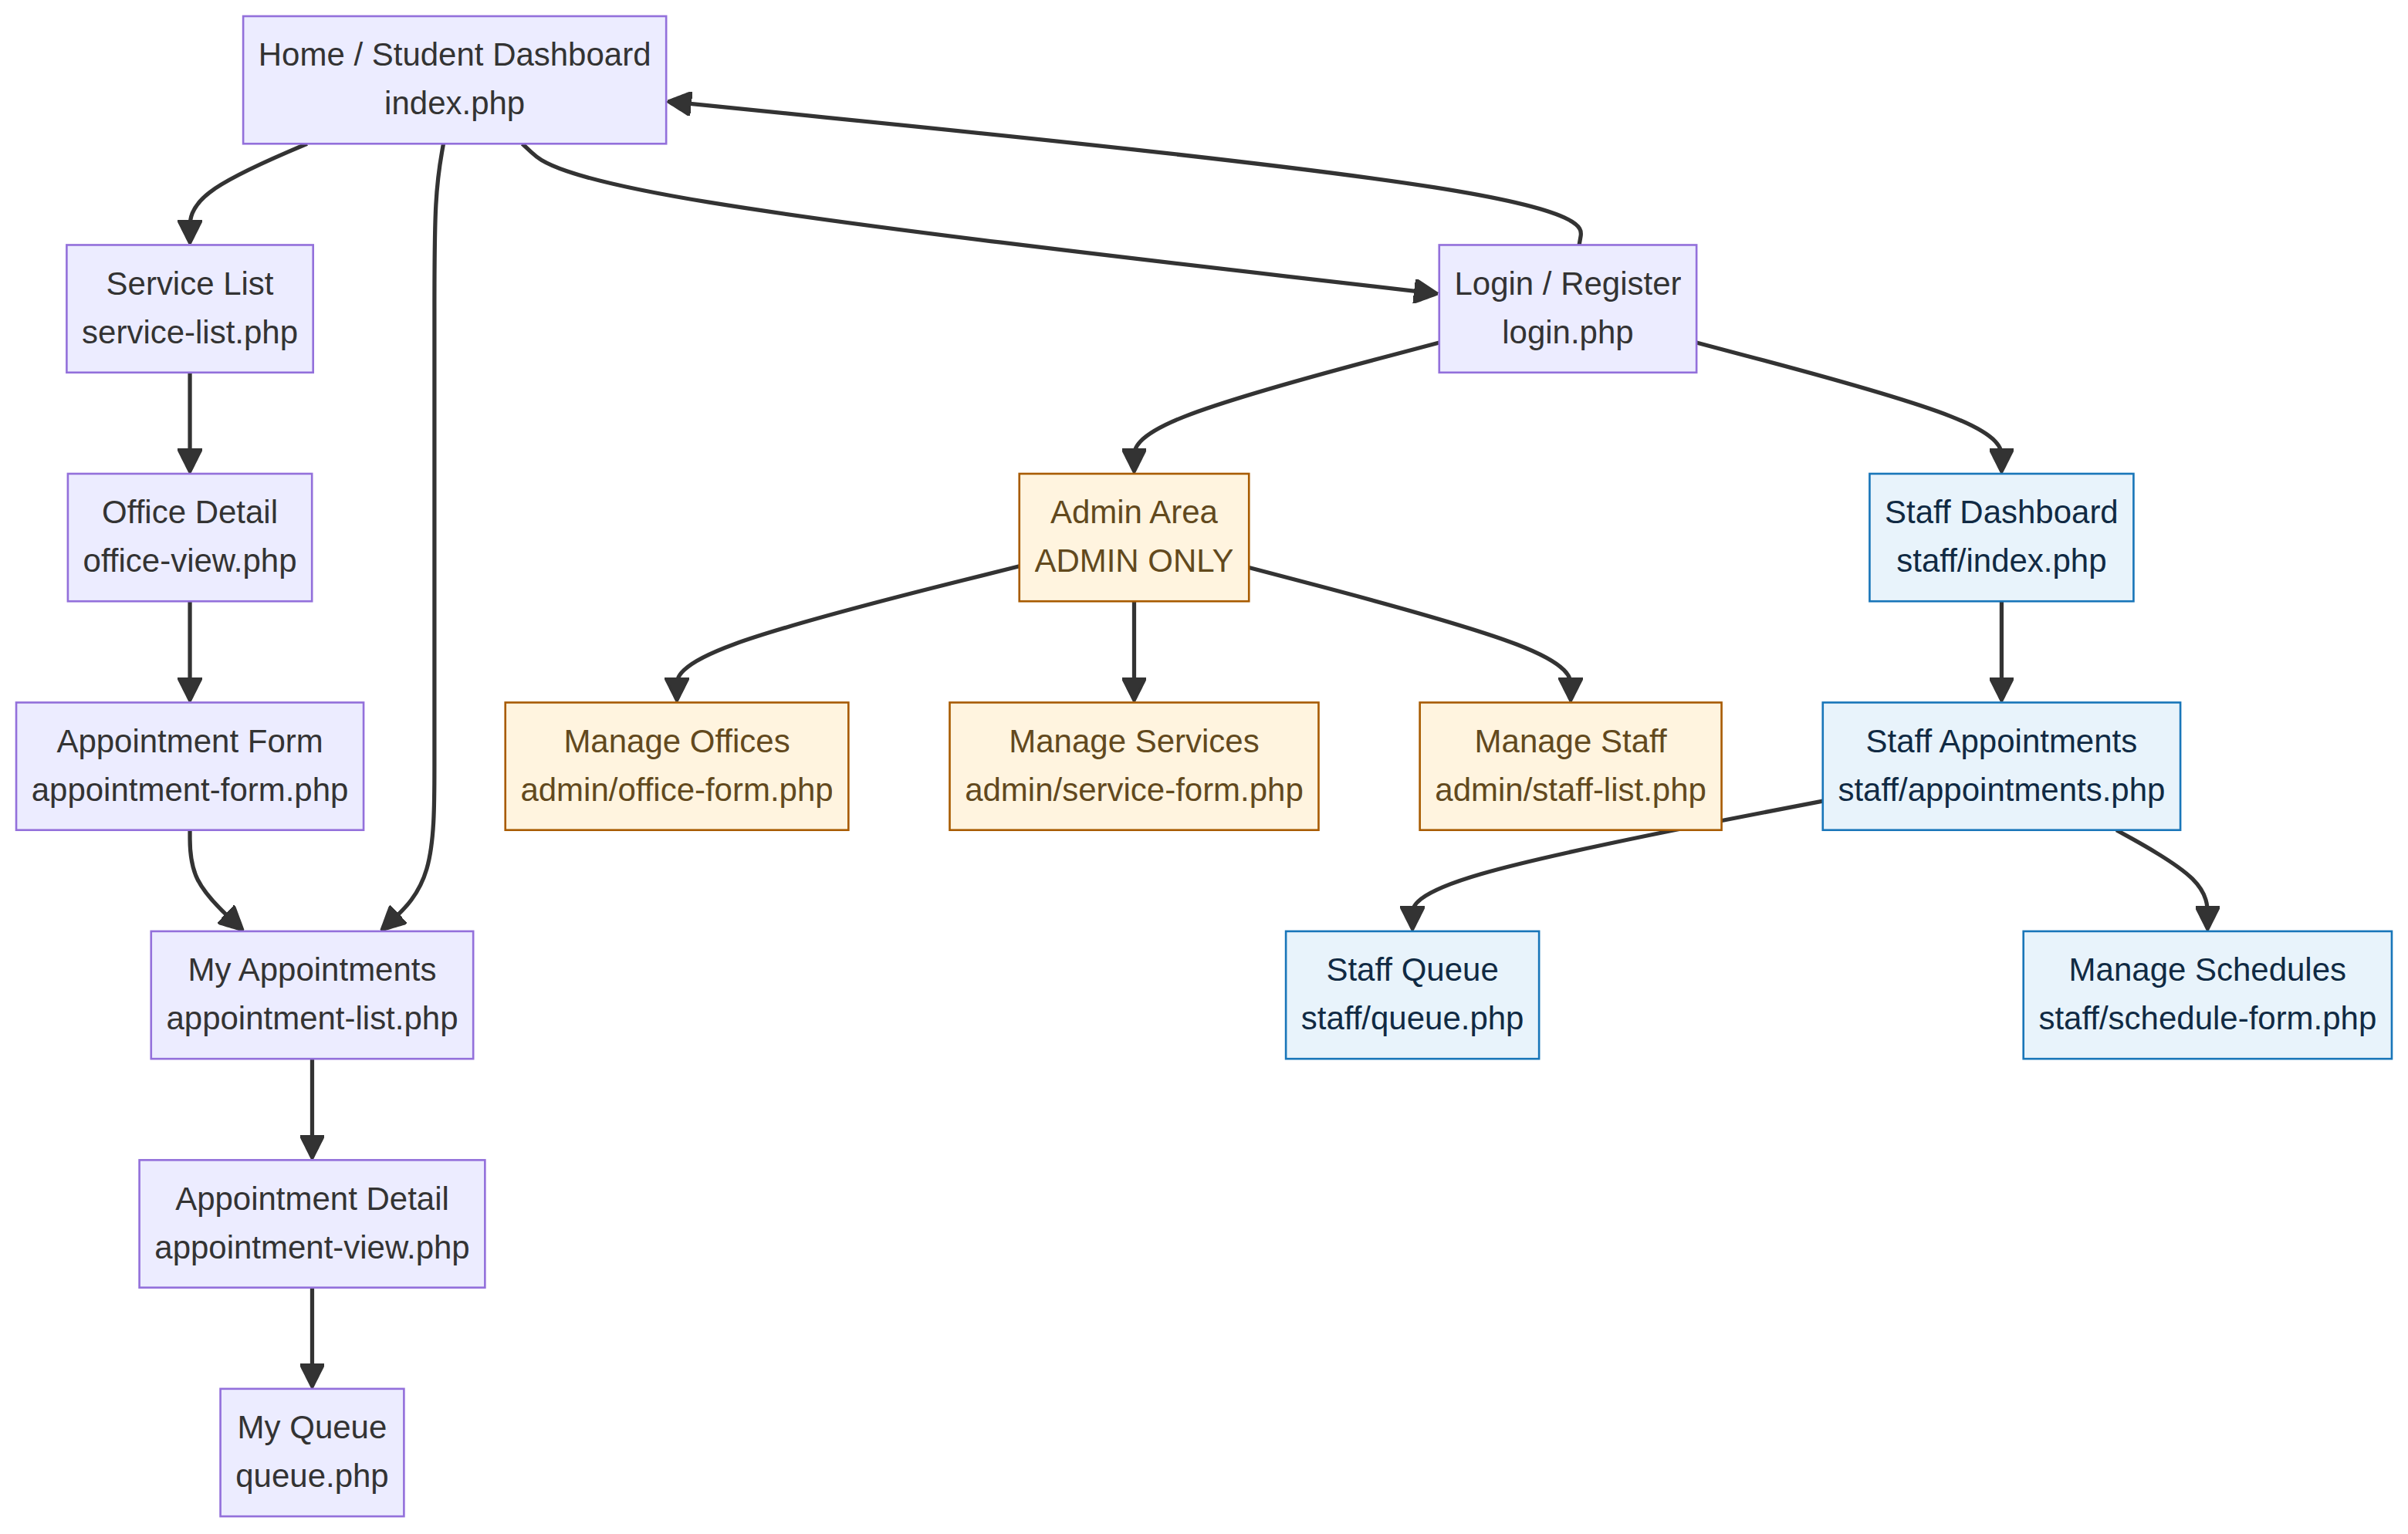 Home / Student Dashboard
index.php
Service List
service-list.php
Login / Register
login.php
Office Detail
office-view.php
Admin Area
ADMIN ONLY
Staff Dashboard
staff/index.php
Appointment Form
appointment-form.php
Manage Offices
admin/office-form.php
Manage Services
admin/service-form.php
Manage Staff
admin/staff-list.php
Staff Appointments
staff/appointments.php
My Appointments
appointment-list.php
Staff Queue
staff/queue.php
Manage Schedules
staff/schedule-form.php
Appointment Detail
appointment-view.php
My Queue
queue.php